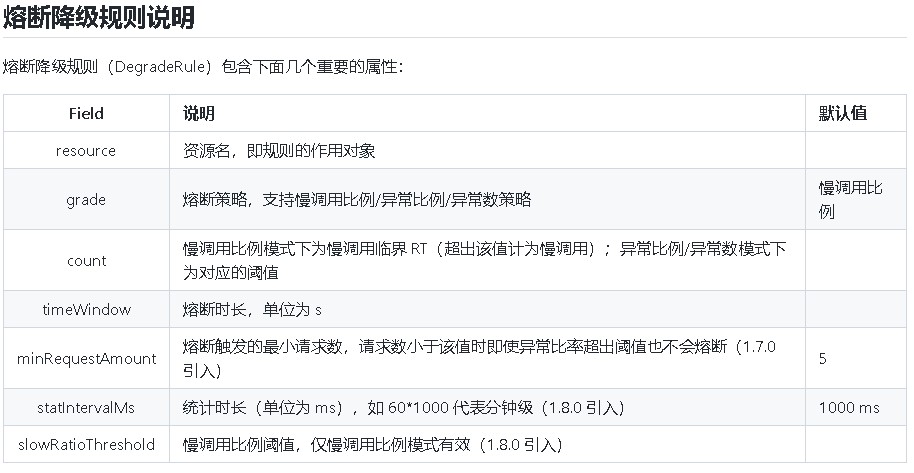 熔断降级规则说明
熔断降级规则（DegradeRule）包含下面几个重要的属性：
Field 说明 默认值
resource 资源名，即规则的作用对象
grade 熔断策略，支持慢调用比例/异常比例/异常数策略 慢调用比
例
count 慢调用比例模式下为慢调用临界 RT（超出该值计为慢调用）；异常比例/异常数模式下
为对应的阈值
timeWindow 熔断时长，单位为 s
minRequestAmount 熔断触发的最小请求数，请求数小于该值时即使异常比率超出阈值也不会熔断（1.7.0
引入） 5
statIntervalMs 统计时长（单位为 ms），如 60*1000 代表分钟级（1.8.0 引入） 1000 ms
slowRatioThreshold 慢调用比例阈值，仅慢调用比例模式有效（1.8.0 引入）